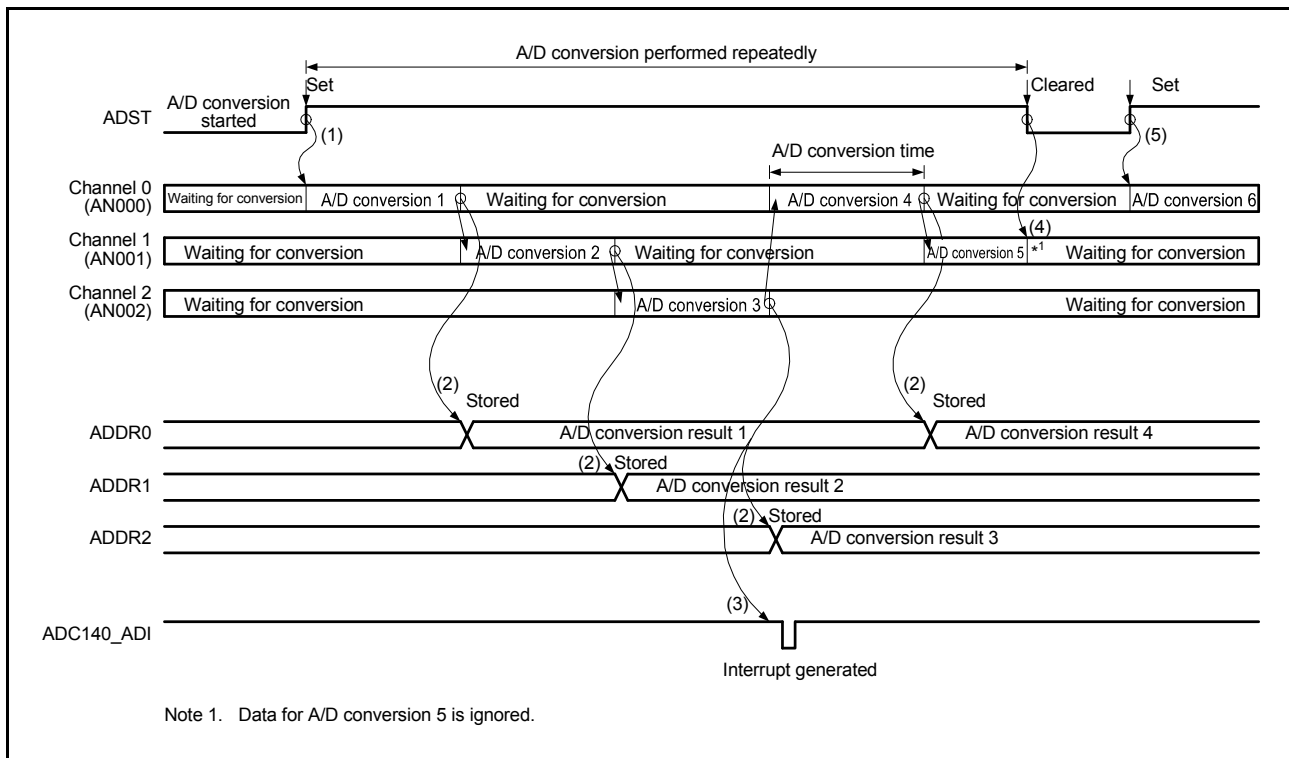 A/D conversion performed repeatedly
Set
Cleared
Set
A/D conversion
started
ADST
(1)
(5)
A/D conversion time
Channel 0
(AN000)
Waiting for conversion
A/D conversion 1
Waiting for conversion
A/D conversion 4
Waiting for conversion
A/D conversion 6
(4)
Channel 1
(AN001)
Waiting for conversion
A/D conversion 2
Waiting for conversion
A/D conversion 5
*1
Waiting for conversion
Channel 2
(AN002)
Waiting for conversion
A/D conversion 3
Waiting for conversion
(2)
Stored
(2)
Stored
ADDR0
A/D conversion result 1
A/D conversion result 4
(2)
Stored
ADDR1
A/D conversion result 2
(2)
Stored
ADDR2
A/D conversion result 3
(3)
ADC140_ADI
Interrupt generated
Note 1. Data for A/D conversion 5 is ignored.